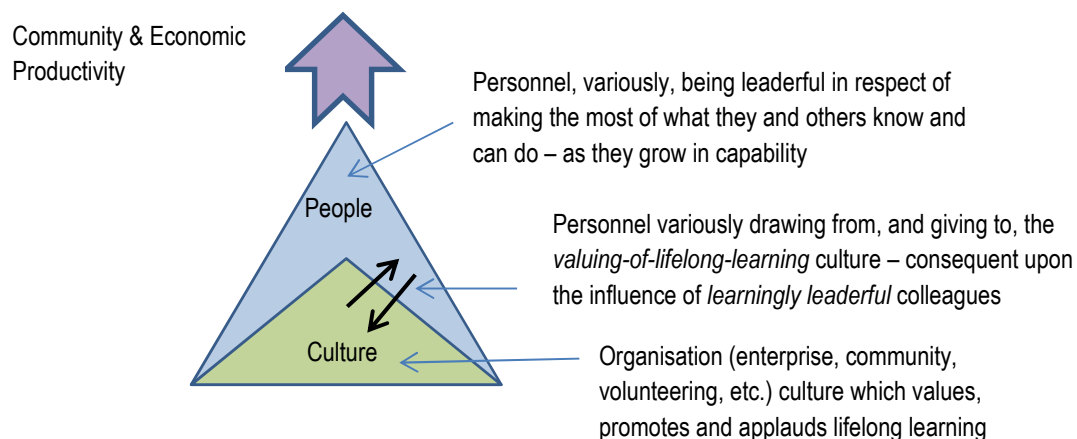 Community & Economic
Productivity
Personnel, variously, being leaderful in respect of
making the most of what they and others know and
can do – as they grow in capability
People
Personnel variously drawing from, and giving to, the
valuing-of-lifelong-learning culture – consequent upon
the influence of learningly leaderful colleagues
Culture
Organisation (enterprise, community,
volunteering, etc.) culture which values,
promotes and applauds lifelong learning